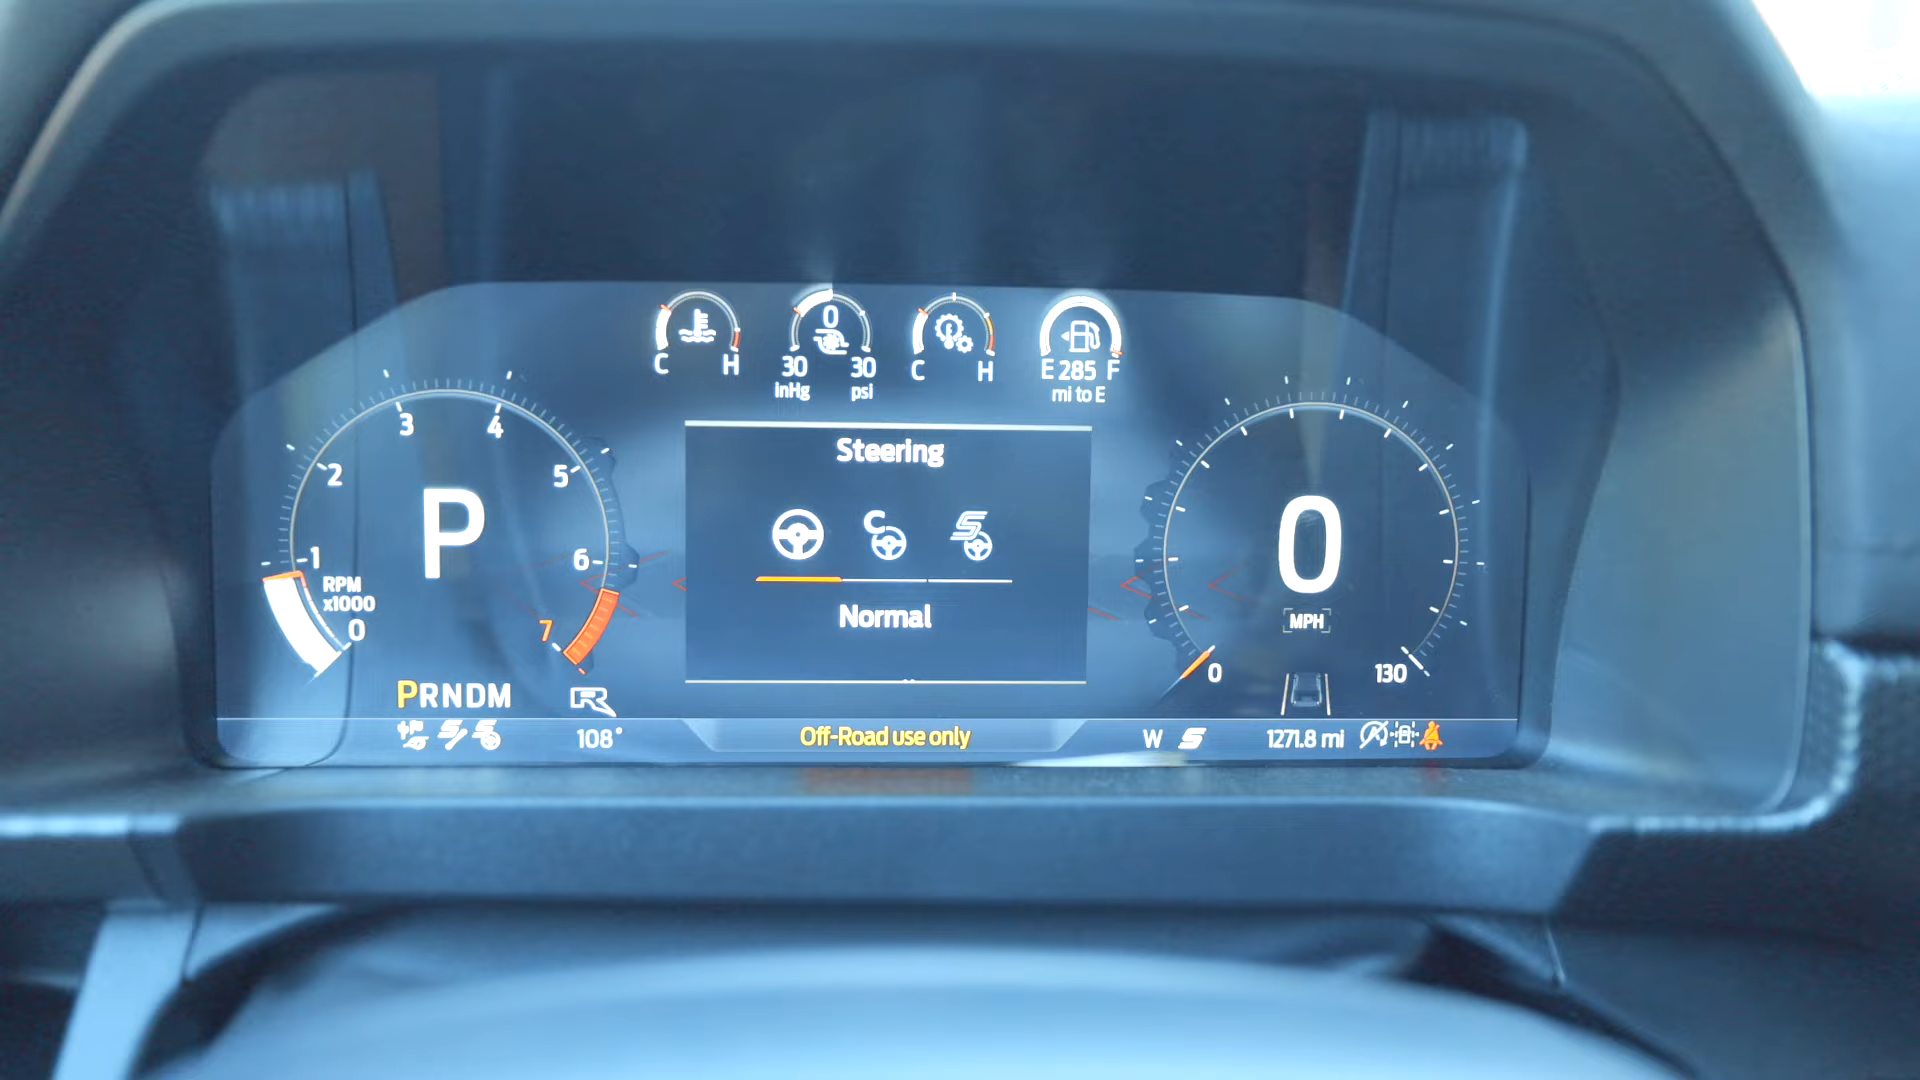 C H
0
30 30
inHg psi
C H
E 285 F
mi to E
1 2 3 4 5 6 7
RPM
x1000
0
P
PRNDM
R
108°
Steering
C S
Normal
Off-Road use only
0
MPH
0 130
W S
1271.8 mi